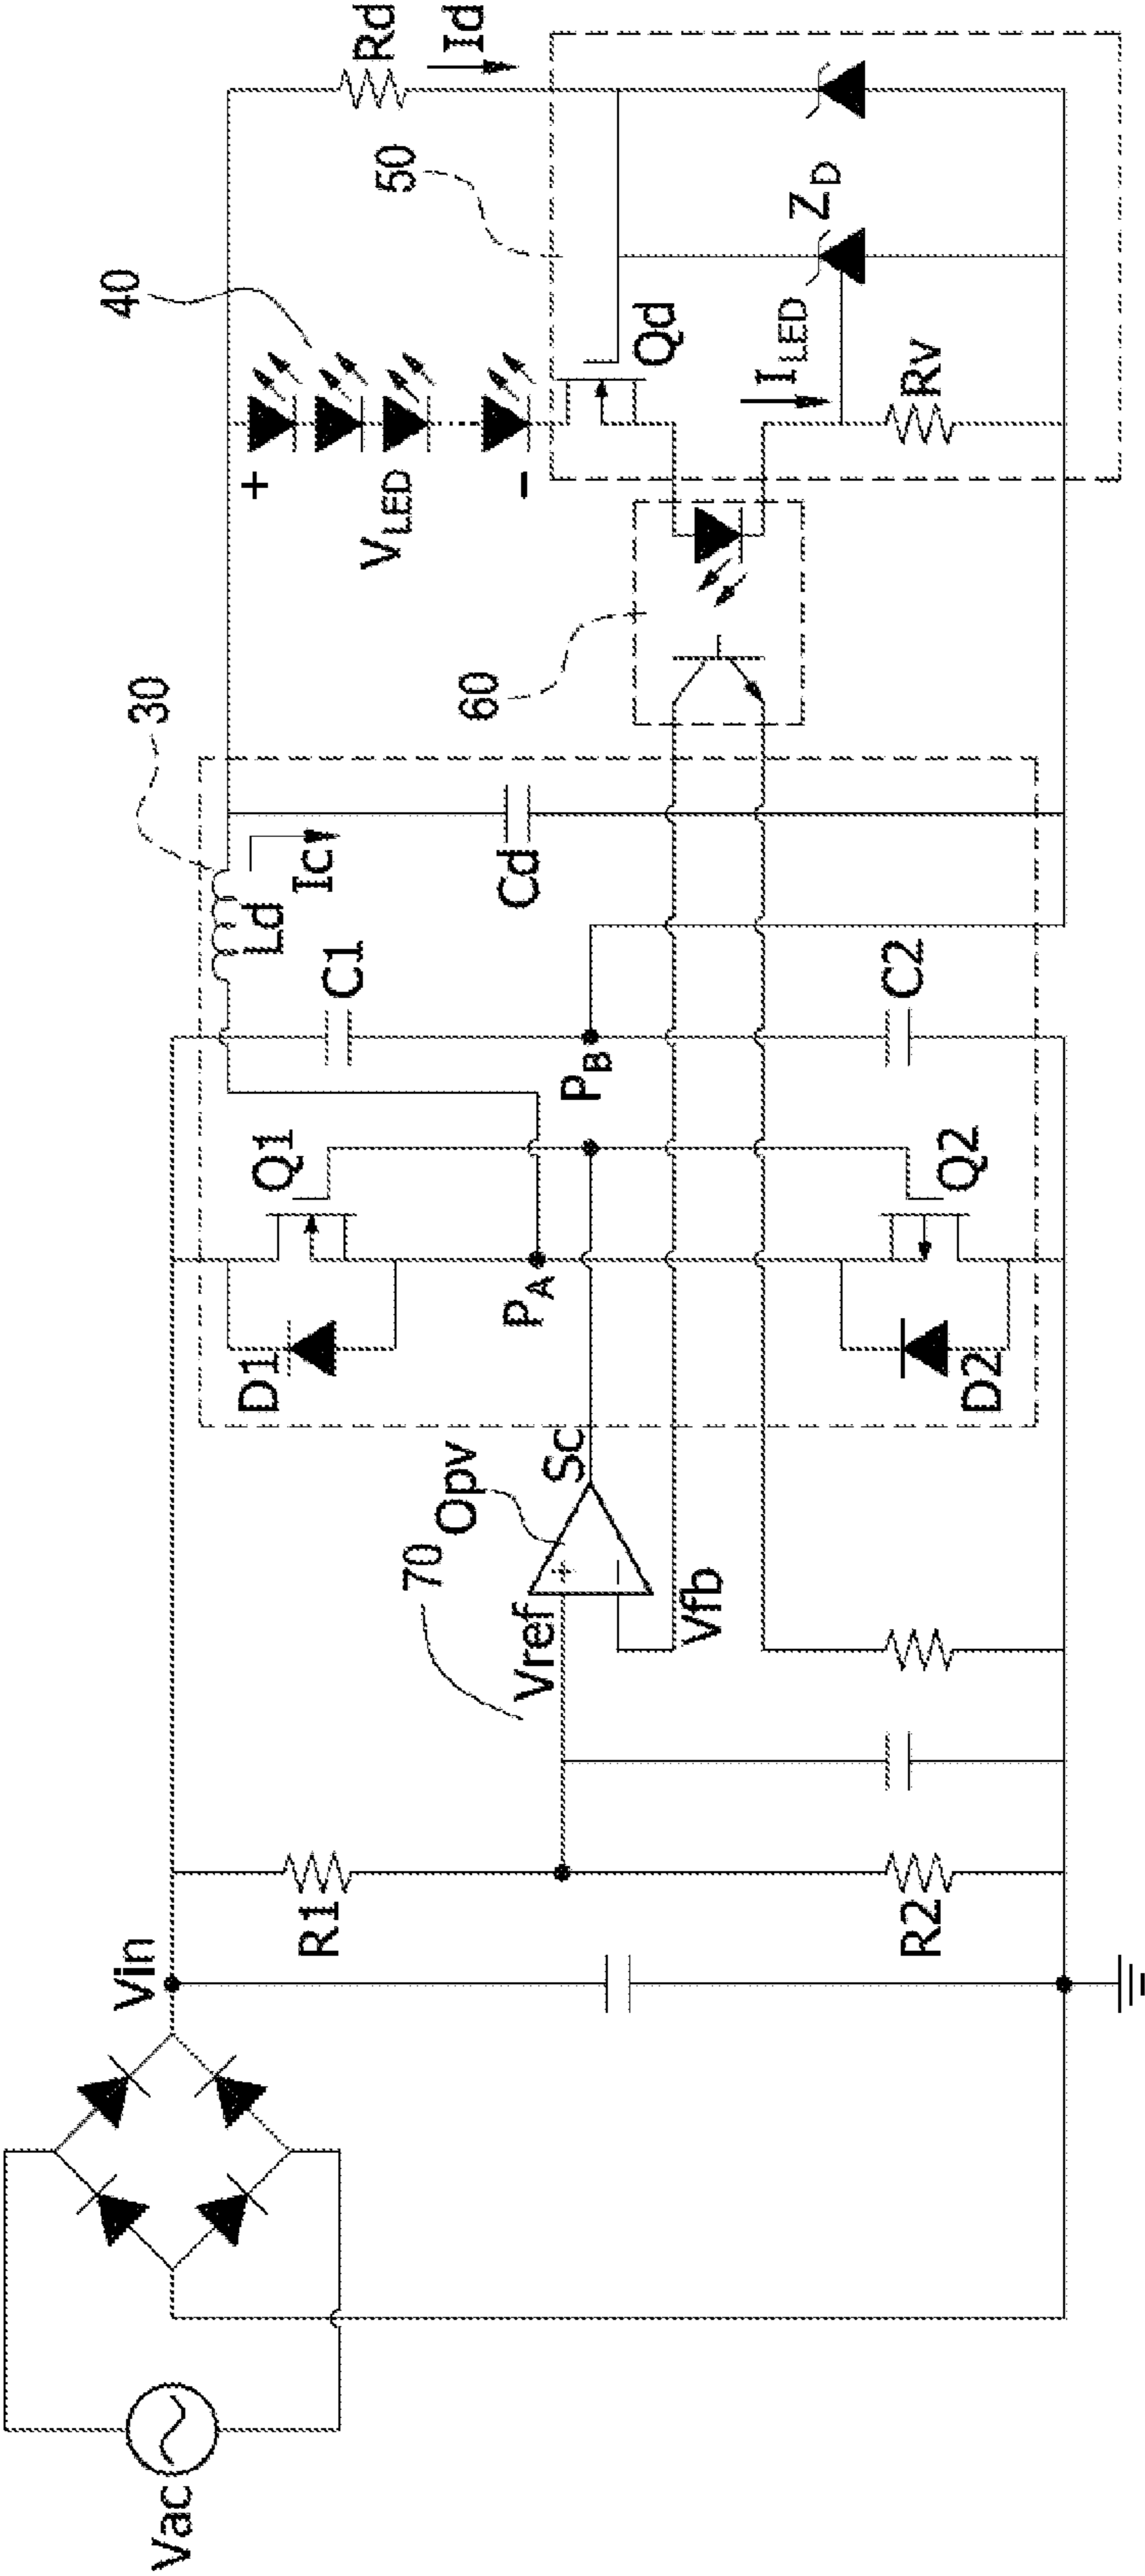 Vac
Vin
R1
R2
70
Vref
Vfb
Opv
Sc
D1
D2
Q1
Q2
PA
PB
C1
C2
Ld
Ic
Cd
30
60
40
+
VLED
-
50
Qd
ILED
Rv
ZD
Rd
Id
+
-